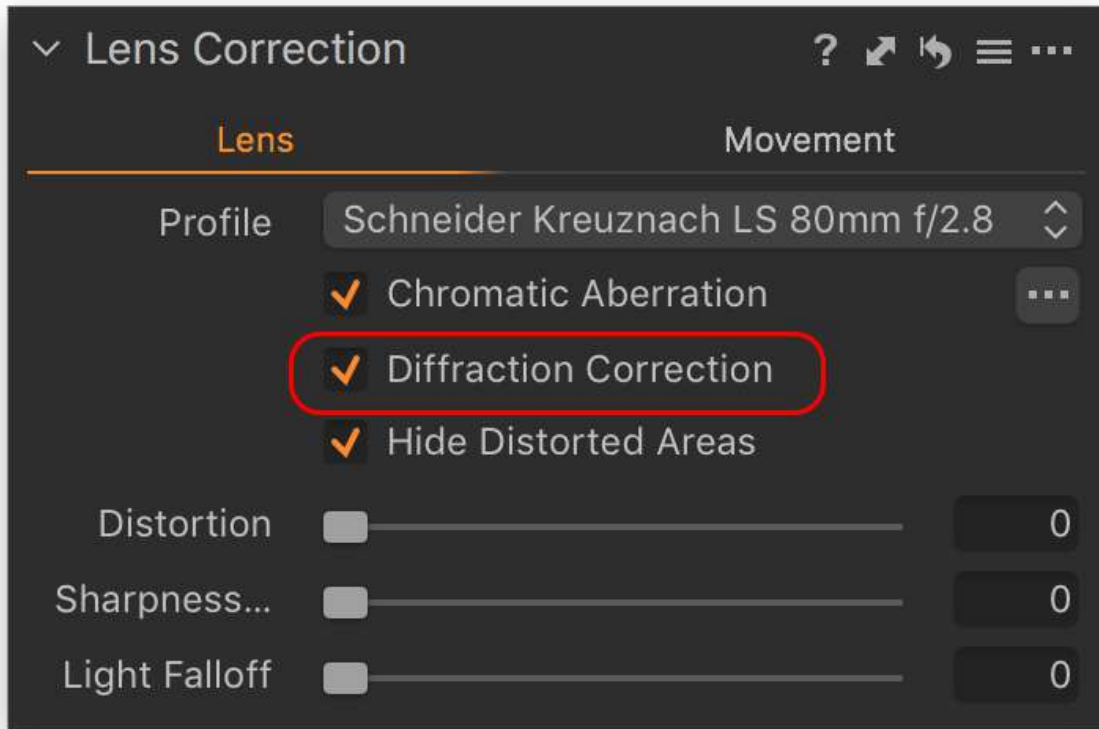 Lens Correction ?
Lens Movement
Profile Schneider Kreuznach LS 80mm f/2.8
Chromatic Aberration
Diffraction Correction
Hide Distorted Areas
Distortion 0
Sharpness... 0
Light Falloff 0